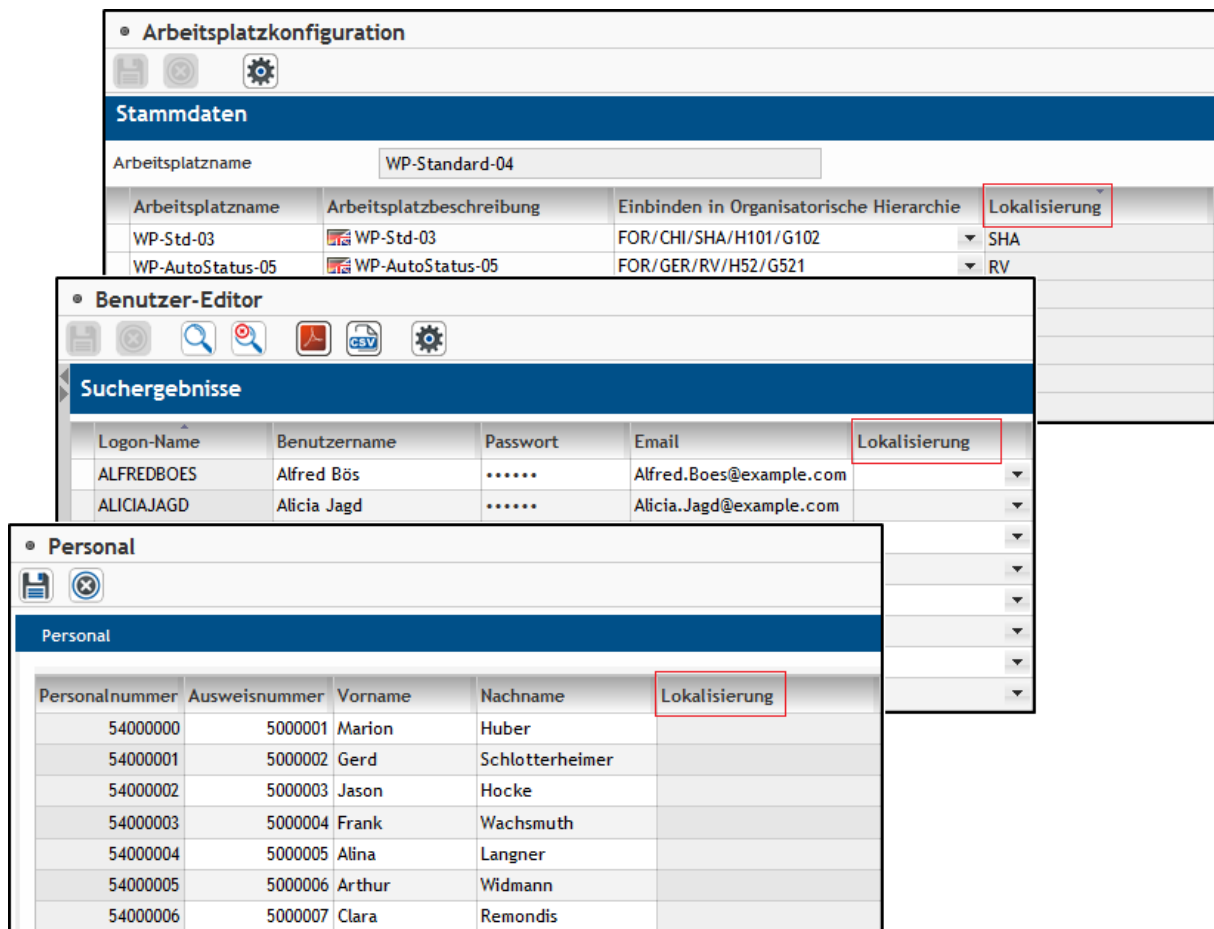 Arbeitsplatzkonfiguration
Stammdaten
Arbeitsplatzname WP-Standard-04
Arbeitsplatzname Arbeitsplatzbeschreibung Einbinden in Organisatorische Hierarchie Lokalisierung
WP-Std-03 WP-Std-03 FOR/CHI/SHA/H101/G102 SHA
WP-AutoStatus-05 WP-AutoStatus-05 FOR/GER/RV/H52/G521 RV
Benutzer-Editor
CSV
Suchergebnisse
Logon-Name Benutzername Passwort Email Lokalisierung
ALFREDBOES Alfred Bös •••••• Alfred.Boes@example.com
ALICIAJAGD Alicia Jagd •••••• Alicia.Jagd@example.com
Personal
Personal
Personalnummer Ausweisnummer Vorname Nachname Lokalisierung
54000000 5000001 Marion Huber
54000001 5000002 Gerd Schlotterheimer
54000002 5000003 Jason Hocke
54000003 5000004 Frank Wachsmuth
54000004 5000005 Alina Langner
54000005 5000006 Arthur Widmann
54000006 5000007 Clara Remondis